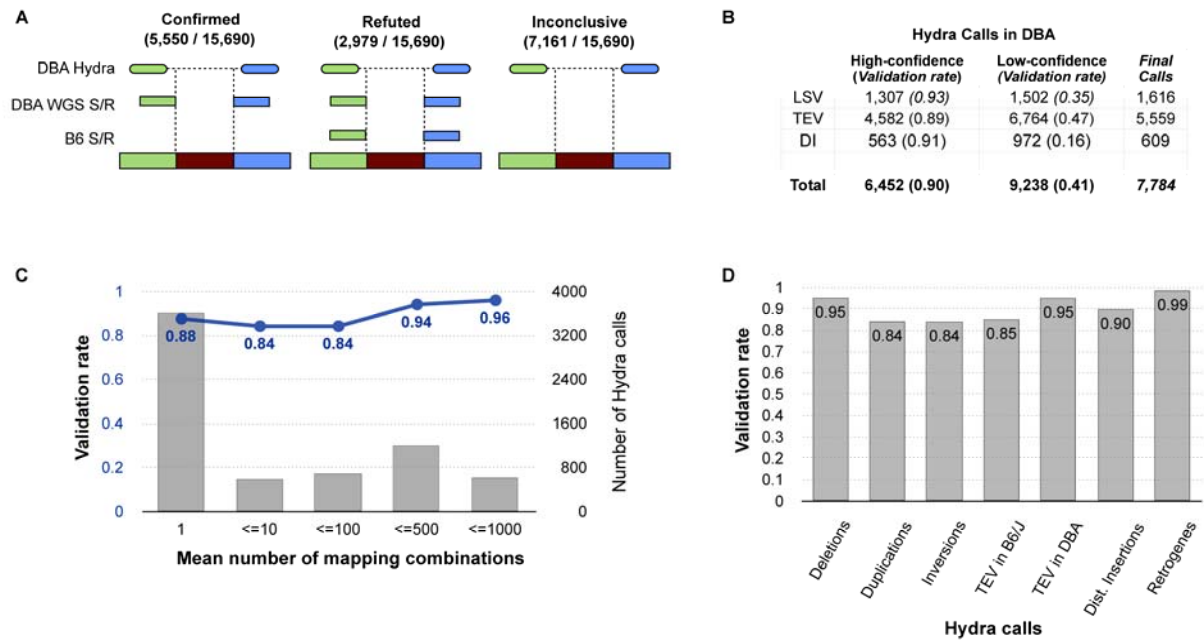 A
Confirmed
(5,550 / 15,690)
Refuted
(2,979 / 15,690)
Inconclusive
(7,161 / 15,690)
DBA Hydra
DBA WGS S/R
B6 S/R
B
Hydra Calls in DBA
High-confidence Low-confidence Final
(Validation rate) (Validation rate) Calls
LSV 1,307 (0.93) 1,502 (0.35) 1,616
TEV 4,582 (0.89) 6,764 (0.47) 5,559
DI 563 (0.91) 972 (0.16) 609
Total 6,452 (0.90) 9,238 (0.41) 7,784
C
Validation rate
1
0.8
0.6
0.4
0.2
0
0.88
0.84
0.84
0.94
0.96
4000
3200
2400
1600
800
0
Number of Hydra calls
1 <=10 <=100 <=500 <=1000
Mean number of mapping combinations
D
Validation rate
1
0.9
0.8
0.7
0.6
0.5
0.4
0.3
0.2
0.1
0
0.95
0.84
0.84
0.85
0.95
0.90
0.99
Deletions
Duplications
Inversions
TEV in B6/J
TEV in DBA
Dist. Insertions
Retrogenes
Hydra calls